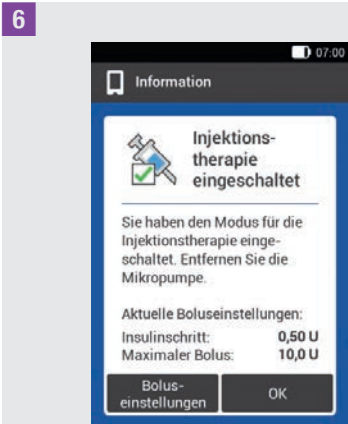 6
07:00
Information
Injektions-
therapie
eingeschaltet
Sie haben den Modus für die
Injektionstherapie einge-
schaltet. Entfernen Sie die
Mikropumpe.
Aktuelle Boluseinstellungen:
Insulinschritt: 0,50 U
Maximaler Bolus: 10,0 U
Bolus-
einstellungen
OK